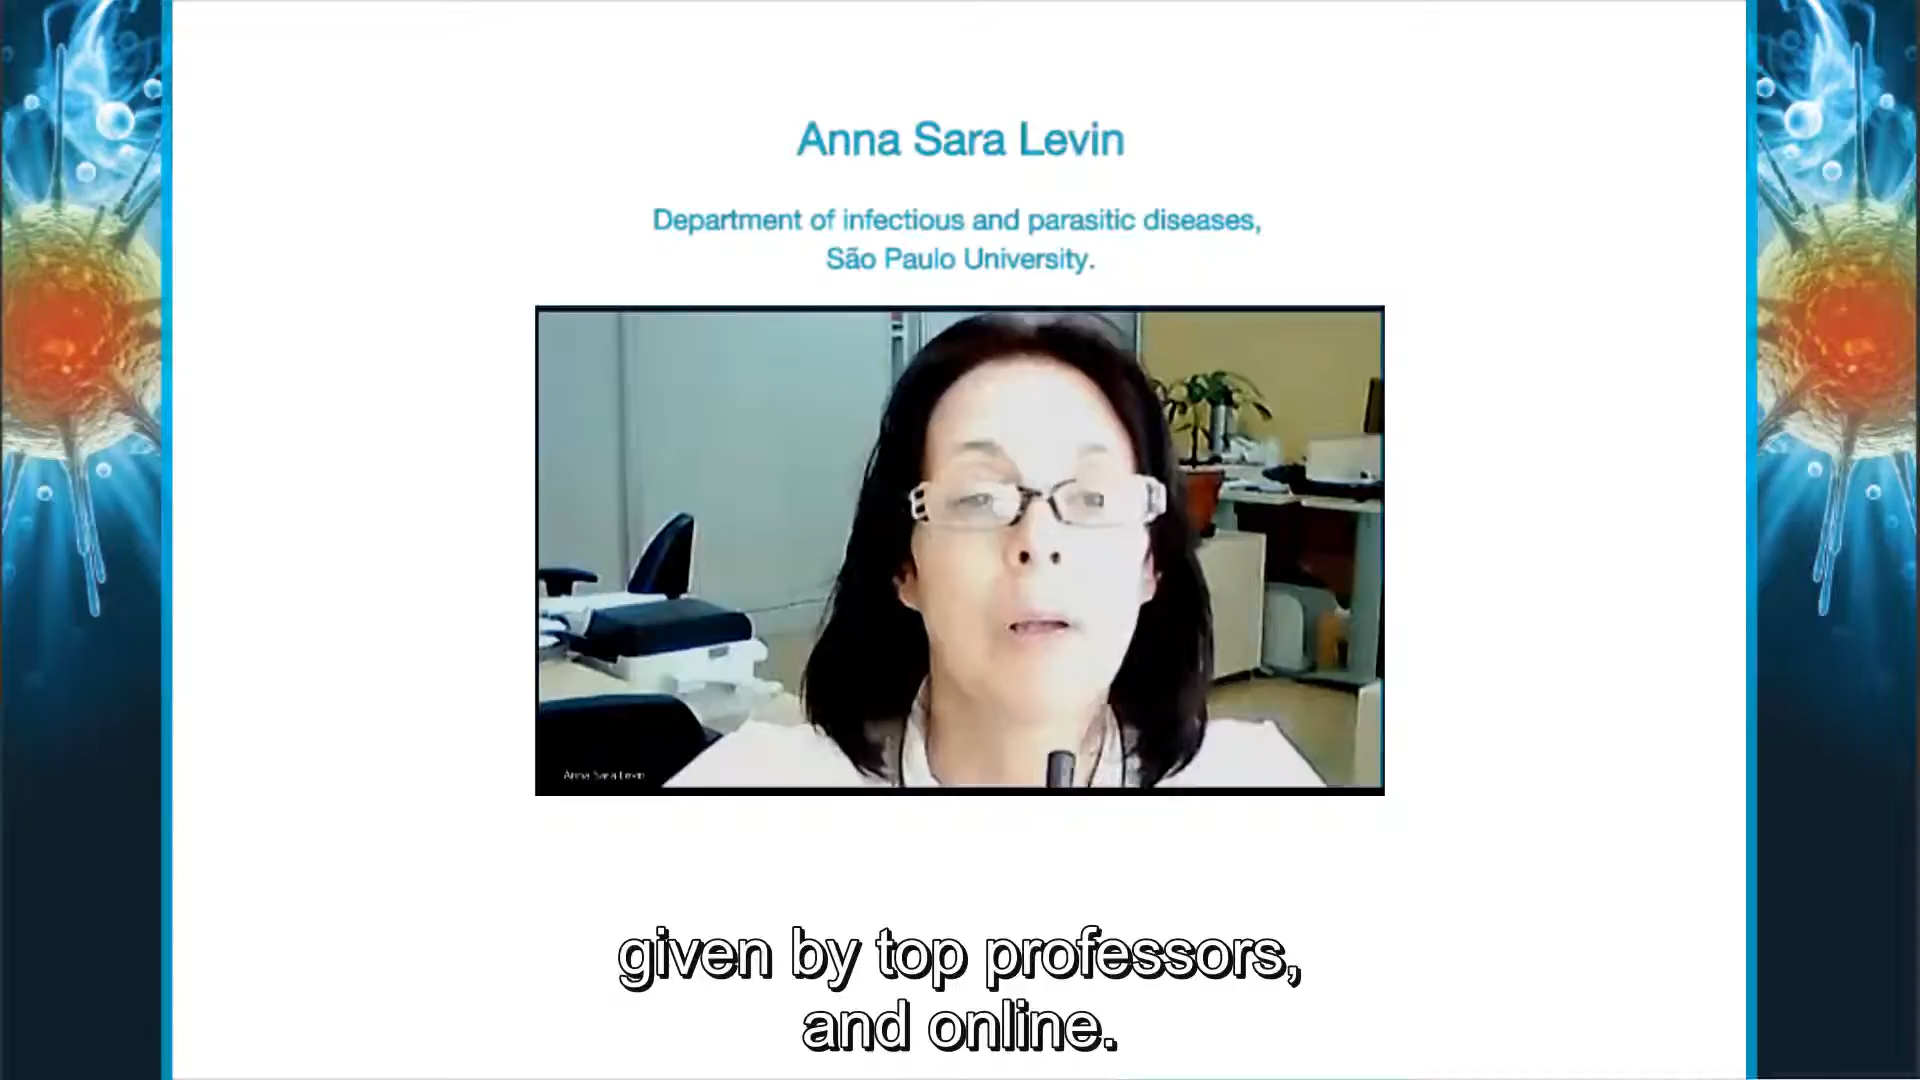 Anna Sara Levin
Department of infectious and parasitic diseases,
São Paulo University.
Anna Sara Levin
given by top professors,
and online.